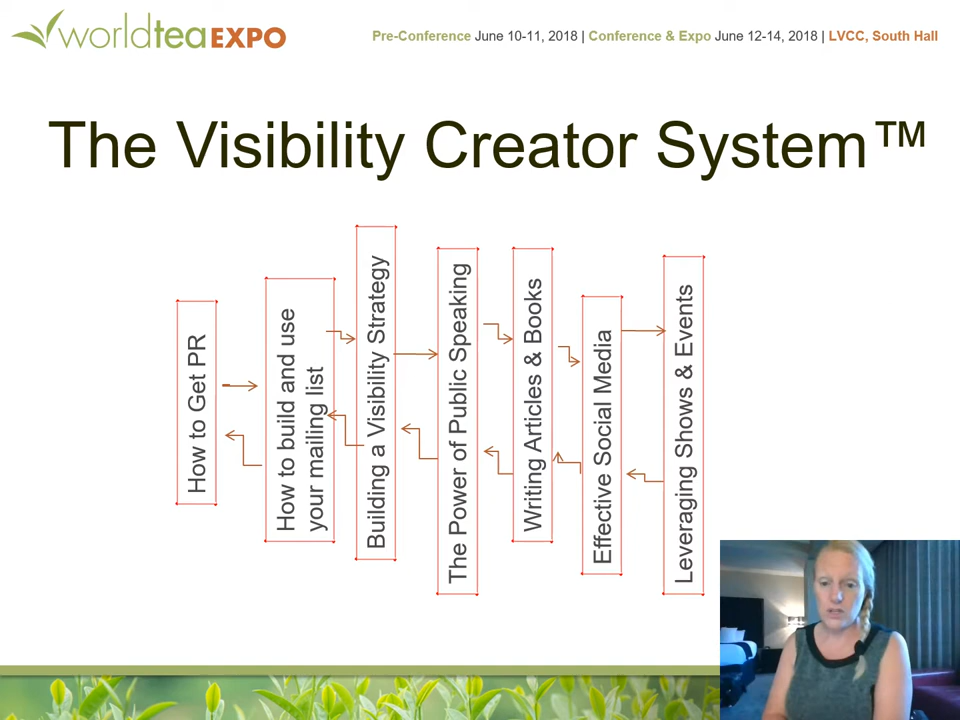 worldteaEXPO
Pre-Conference June 10-11, 2018 | Conference & Expo June 12-14, 2018 | LVCC, South Hall
The Visibility Creator System™
How to Get PR
How to build and use
your mailing list
Building a Visibility Strategy
The Power of Public Speaking
Writing Articles & Books
Effective Social Media
Leveraging Shows & Events